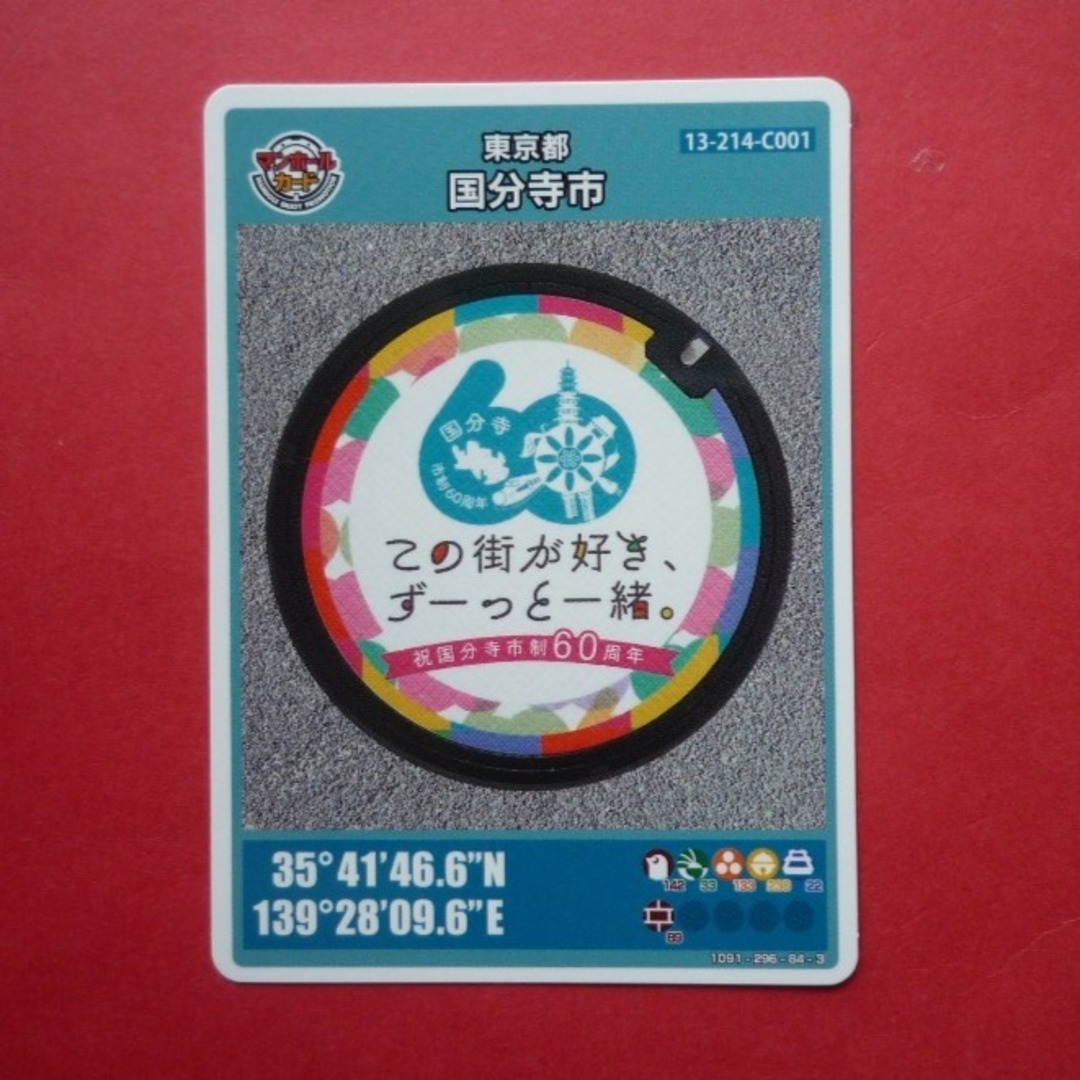 マンホール
カード
東京都
国分寺市
13-214-C001
国分寺
市制60周年
この街が好き、
ずーっと一緒。
祝国分寺市制60周年
35°41'46.6"N
139°28'09.6"E
142 33 133 22
1091-296-84-3